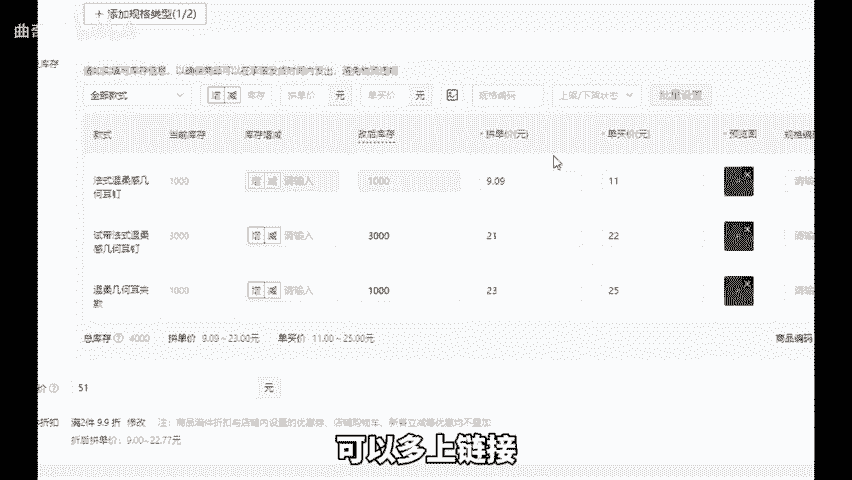 + 添加规格类型(1/2)
曲
库存
请如实填写库存信息，以确保商品可以在承诺发货时间内发出，避免物流违规
全部款式 增 减 库存 拼单价 元 单买价 元 规格编码 上架/下架状态 批量设置
款式 当前库存 库存增减 改后库存 * 拼单价(元) * 单买价(元) * 预览图 规格编码
法式温柔感几何耳钉 1000 增 减 请输入 1000 9.09 11 请输
试带法式温柔感几何耳钉 3000 增 减 请输入 3000 21 22 请输
温柔几何耳夹款 1000 增 减 请输入 1000 23 25 请输
总库存 ? 4000 拼单价 9.09 ~ 23.00元 单买价 11.00 ~ 25.00元 商品编码
价 ? 51 元
折扣 满2件 9.9 折 修改 注：商品满件折扣与店铺内设置的优惠券、店铺购物车、新客立减等优惠均不叠加
折后拼单价：9.00~22.77元
可以多上链接